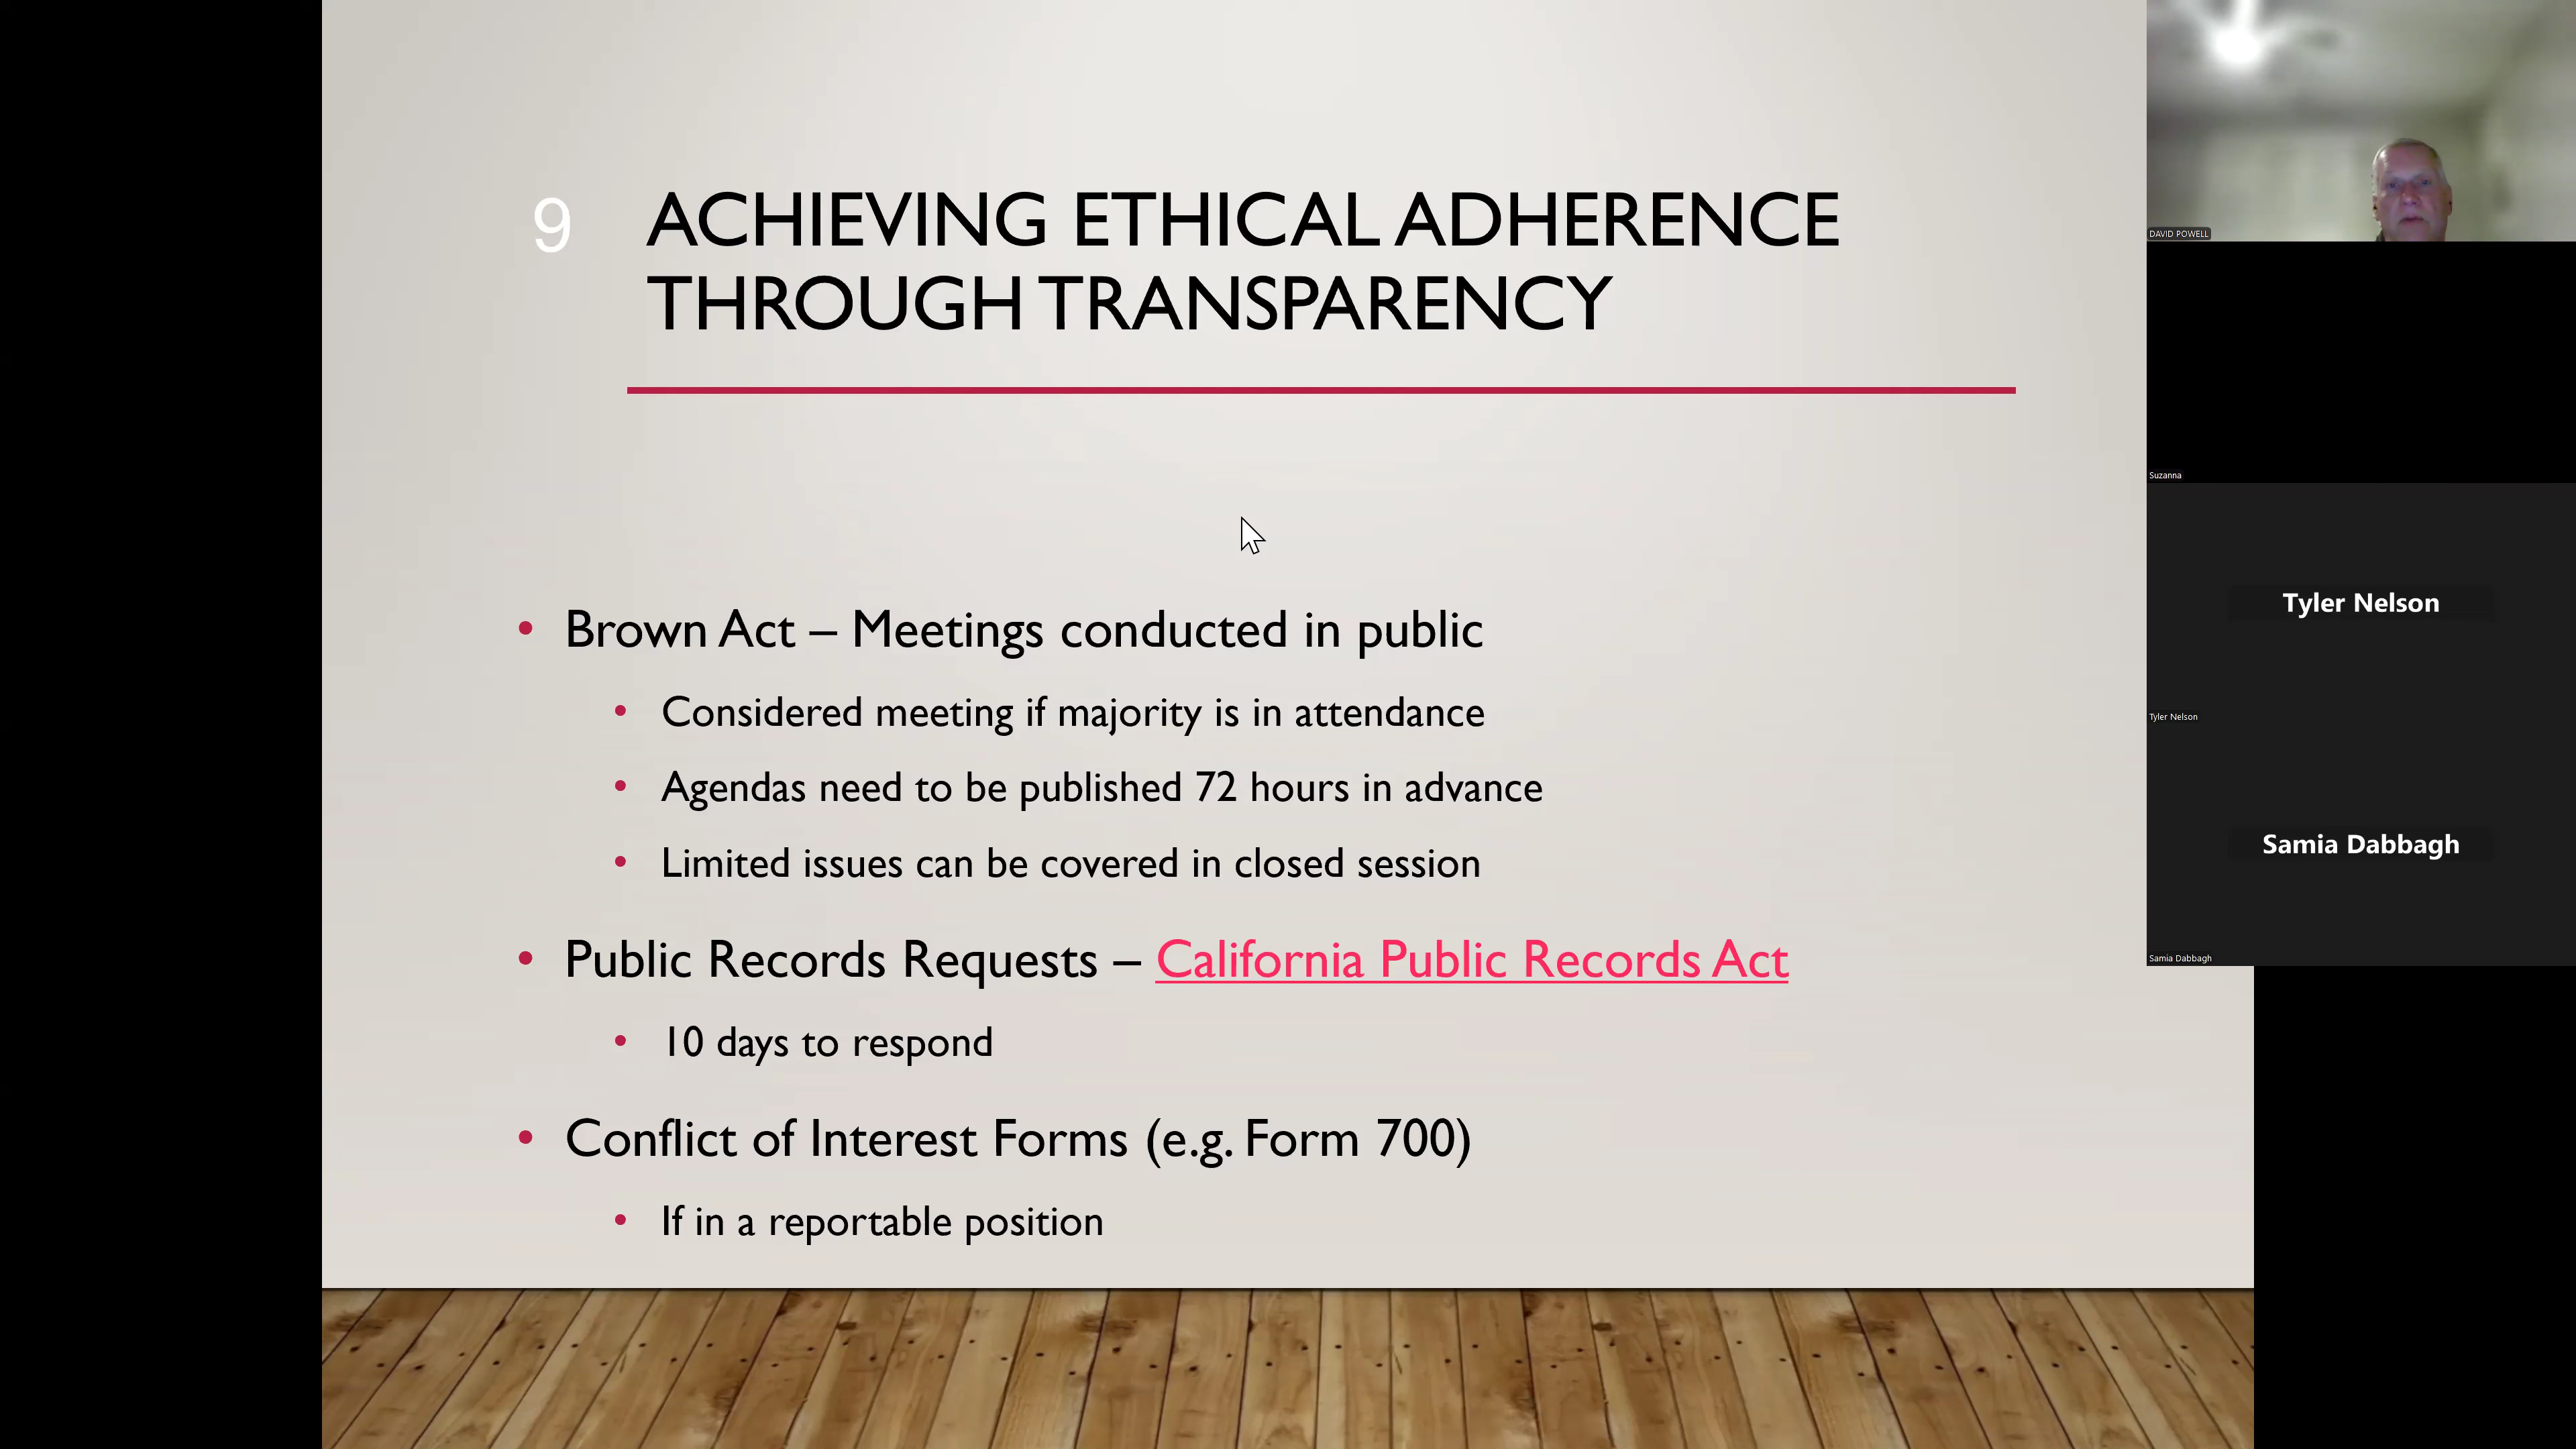 9
ACHIEVING ETHICAL ADHERENCE
THROUGH TRANSPARENCY
• Brown Act – Meetings conducted in public
• Considered meeting if majority is in attendance
• Agendas need to be published 72 hours in advance
• Limited issues can be covered in closed session
• Public Records Requests – California Public Records Act
• 10 days to respond
• Conflict of Interest Forms (e.g. Form 700)
• If in a reportable position
DAVID POWELL
Suzanna
Tyler Nelson
Tyler Nelson
Samia Dabbagh
Samia Dabbagh